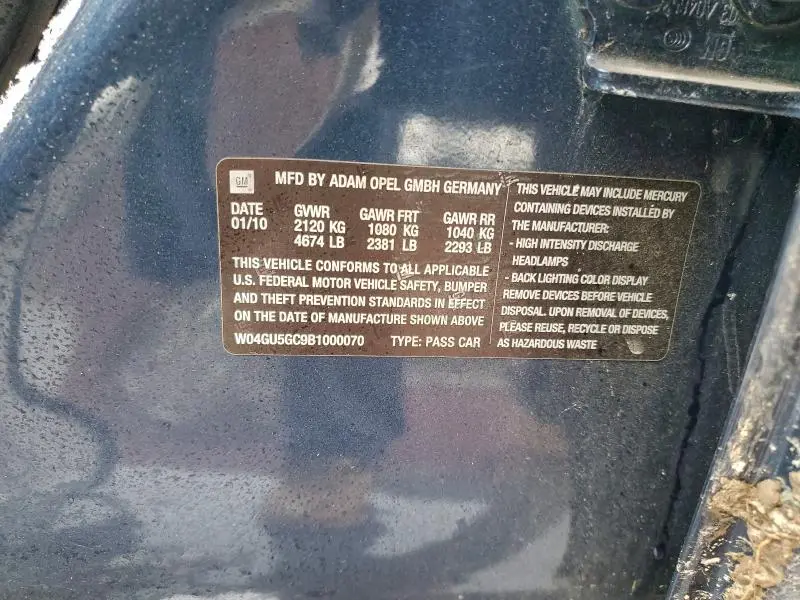 GM
MFD BY ADAM OPEL GMBH GERMANY
DATE GVWR GAWR FRT GAWR RR
01/10 2120 KG 1080 KG 1040 KG
4674 LB 2381 LB 2293 LB
THIS VEHICLE CONFORMS TO ALL APPLICABLE
U.S. FEDERAL MOTOR VEHICLE SAFETY, BUMPER
AND THEFT PREVENTION STANDARDS IN EFFECT
ON THE DATE OF MANUFACTURE SHOWN ABOVE
W04GU5GC9B1000070 TYPE: PASS CAR
THIS VEHICLE MAY INCLUDE MERCURY
CONTAINING DEVICES INSTALLED BY
THE MANUFACTURER:
- HIGH INTENSITY DISCHARGE
HEADLAMPS
- BACK LIGHTING COLOR DISPLAY
REMOVE DEVICES BEFORE VEHICLE
DISPOSAL. UPON REMOVAL OF DEVICES,
PLEASE REUSE, RECYCLE OR DISPOSE
AS HAZARDOUS WASTE